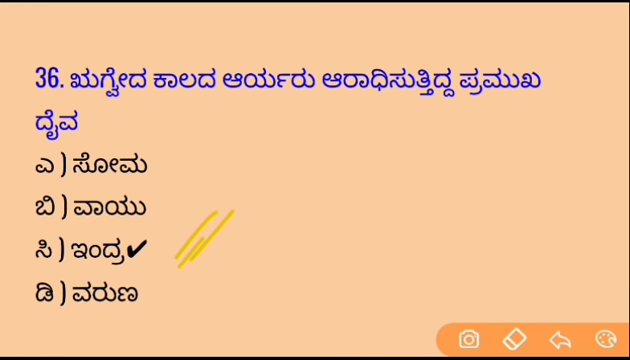 36. ಋಗ್ವೇದ ಕಾಲದ ಆರ್ಯರು ಆರಾಧಿಸುತ್ತಿದ್ದ ಪ್ರಮುಖ
ದೈವ
ಎ ) ಸೋಮ
ಬಿ ) ವಾಯು
ಸಿ ) ಇಂದ್ರ✔
ಡಿ ) ವರುಣ